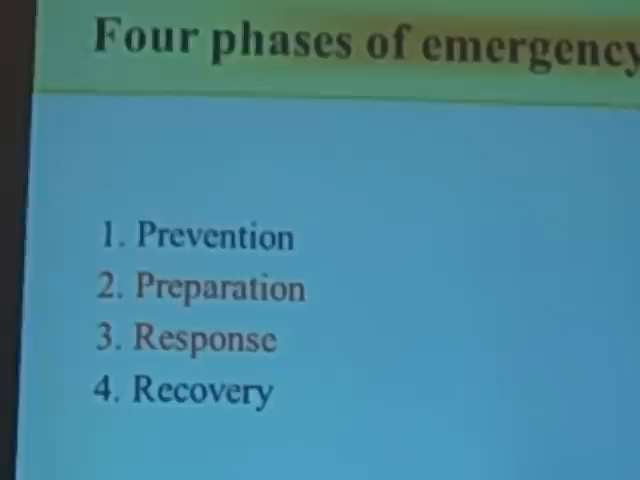 Four phases of emergency
1. Prevention
2. Preparation
3. Response
4. Recovery